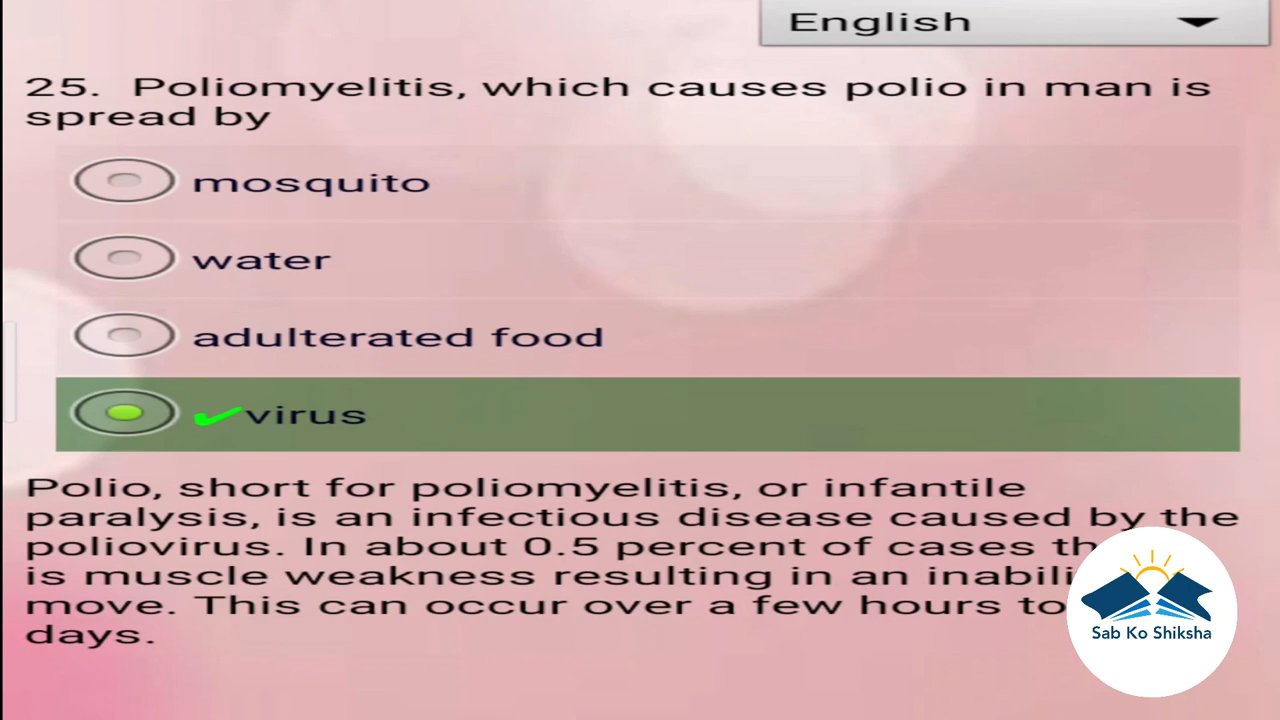 English
25. Poliomyelitis, which causes polio in man is
spread by
mosquito
water
adulterated food
virus
Polio, short for poliomyelitis, or infantile
paralysis, is an infectious disease caused by the
poliovirus. In about 0.5 percent of cases
is muscle weakness resulting in an
move. This can occur over a few hours to
days.
Sab Ko Shiksha